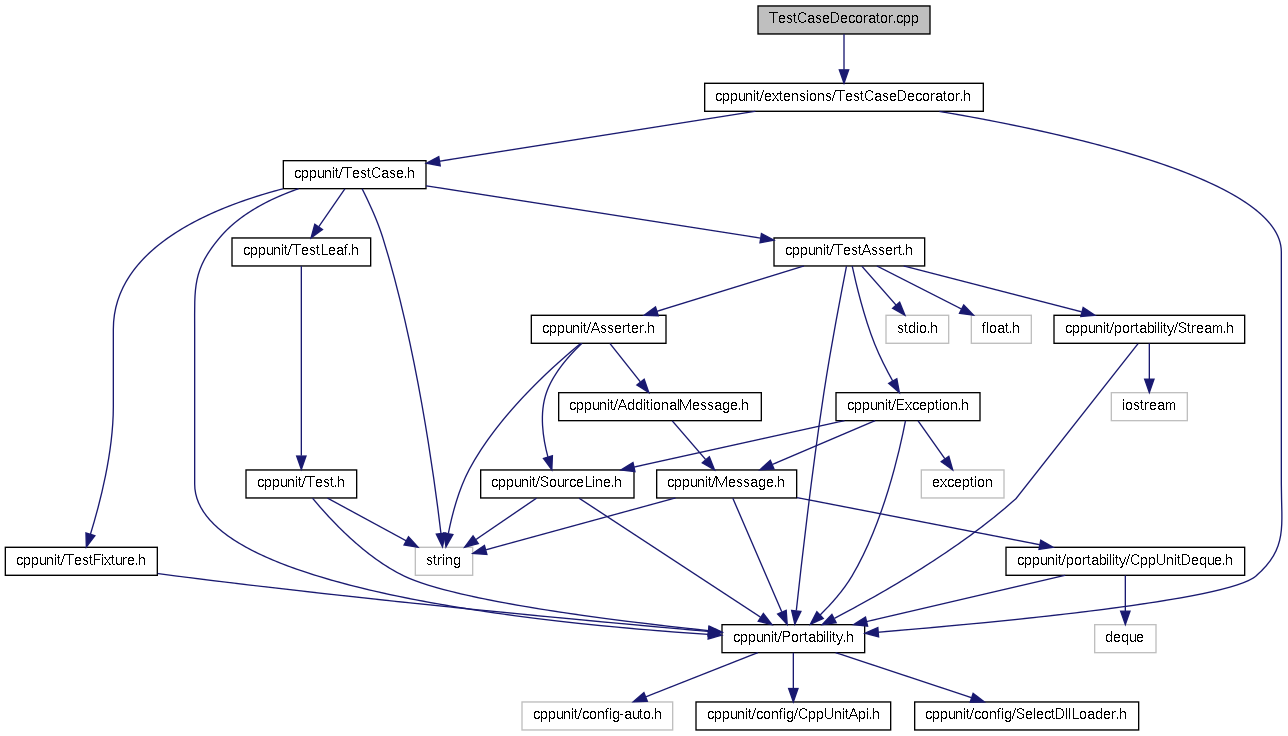 TestCaseDecorator.cpp
cppunit/extensions/TestCaseDecorator.h
cppunit/TestCase.h
cppunit/TestLeaf.h
cppunit/TestAssert.h
cppunit/Asserter.h
stdio.h
float.h
cppunit/portability/Stream.h
cppunit/AdditionalMessage.h
cppunit/Exception.h
iostream
cppunit/Test.h
cppunit/SourceLine.h
cppunit/Message.h
exception
cppunit/TestFixture.h
string
cppunit/portability/CppUnitDeque.h
cppunit/Portability.h
deque
cppunit/config-auto.h
cppunit/config/CppUnitApi.h
cppunit/config/SelectDllLoader.h